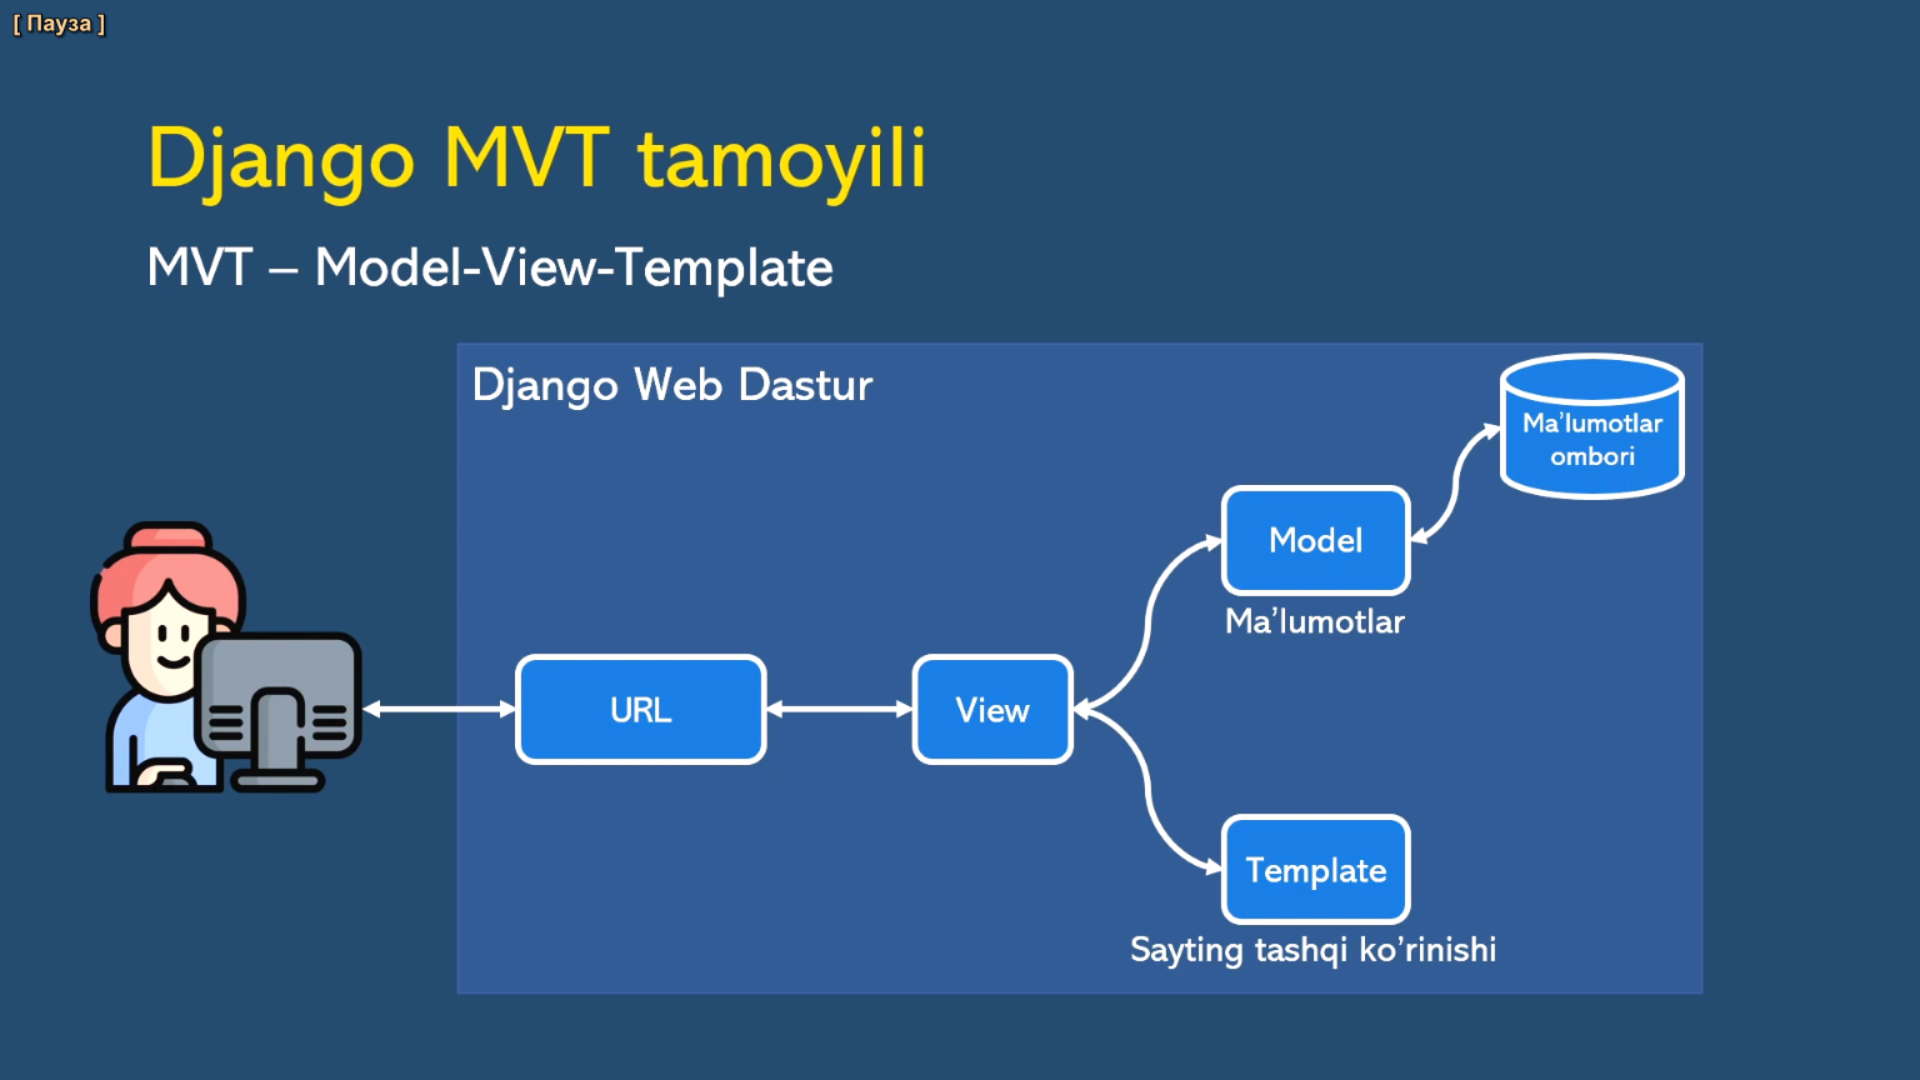 [ Пауза ]
Django MVT tamoyili
MVT – Model-View-Template
Django Web Dastur
Ma’lumotlar
ombori
Model
Ma’lumotlar
URL
View
Template
Sayting tashqi ko’rinishi